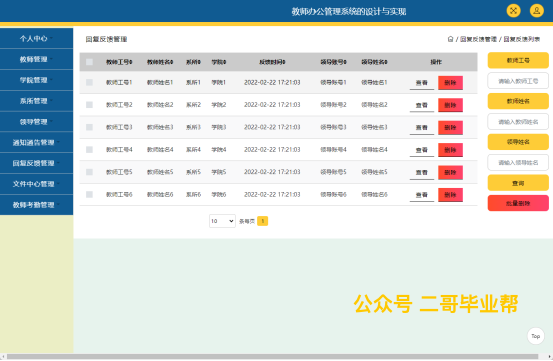 教师办公管理系统的设计与实现
个人中心
教师管理
学院管理
系所管理
领导管理
通知通告管理
回复反馈管理
文件中心管理
教师考勤管理
回复反馈管理
/ 回复反馈管理 / 回复反馈列表
教师工号 教师姓名 系所 学院 反馈时间 领导账号 领导姓名 操作
教师工号1 教师姓名1 系所1 学院1 2022-02-22 17:21:03 领导账号1 领导姓名1 查看 删除
教师工号2 教师姓名2 系所2 学院2 2022-02-22 17:21:03 领导账号2 领导姓名2 查看 删除
教师工号3 教师姓名3 系所3 学院3 2022-02-22 17:21:03 领导账号3 领导姓名3 查看 删除
教师工号4 教师姓名4 系所4 学院4 2022-02-22 17:21:03 领导账号4 领导姓名4 查看 删除
教师工号5 教师姓名5 系所5 学院5 2022-02-22 17:21:03 领导账号5 领导姓名5 查看 删除
教师工号6 教师姓名6 系所6 学院6 2022-02-22 17:21:03 领导账号6 领导姓名6 查看 删除
10 条每页 1
教师工号
请输入教师工号
教师姓名
请输入教师姓名
领导姓名
请输入领导姓名
查询
批量删除
公众号 二哥毕业帮
Top